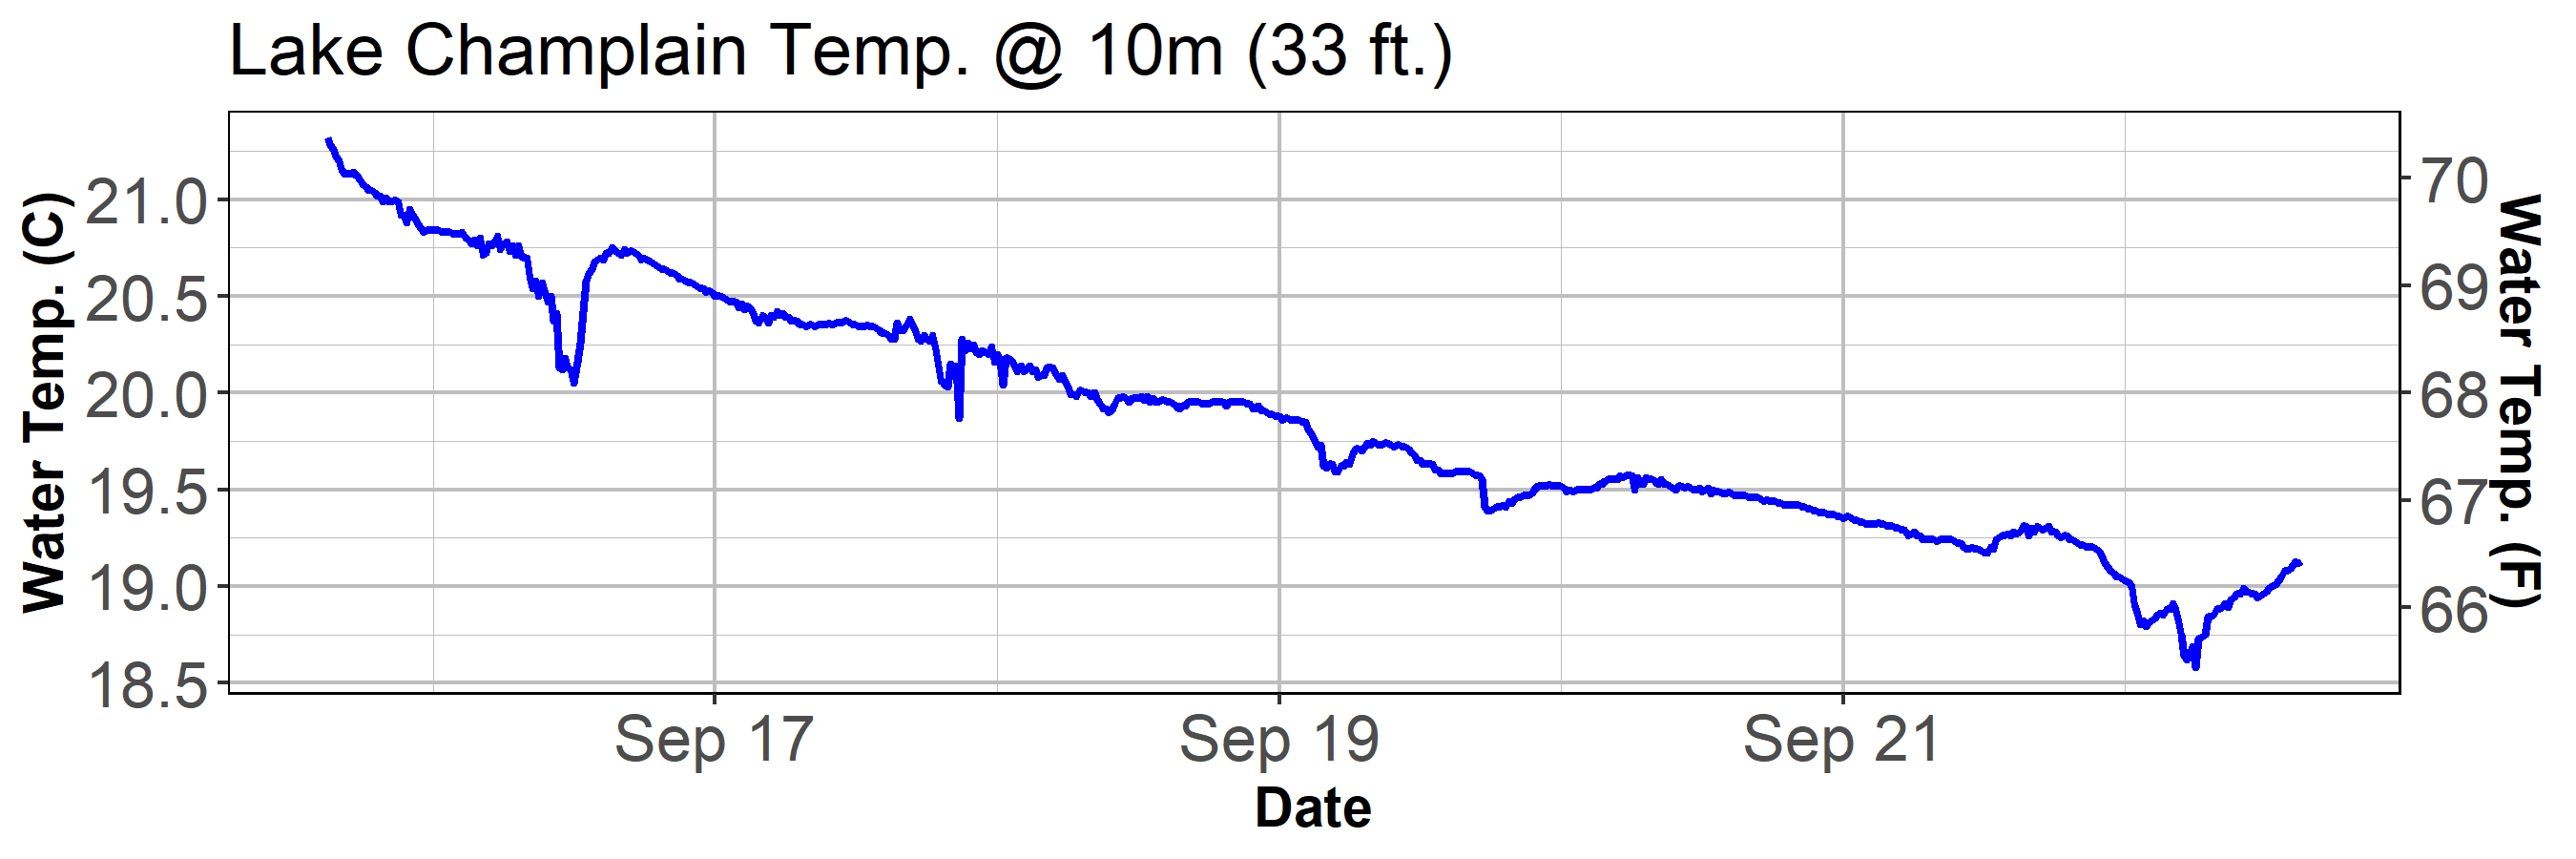 Lake Champlain Temp. @ 10m (33 ft.)
Water Temp. (C)
21.0
20.5
20.0
19.5
19.0
18.5
70
69
68
67
66
Water Temp. (F)
Sep 17 Sep 19 Sep 21
Date